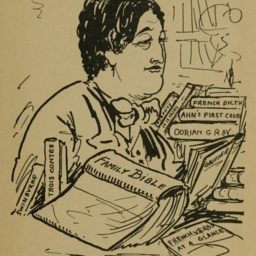 FRENCH DICTY
AHN'S FIRST COUR
DORIAN GRAY
FAMILY BIBLE
TROIS CONTES
SWINBURNE
FRENCH VERBS
AT A GLANCE